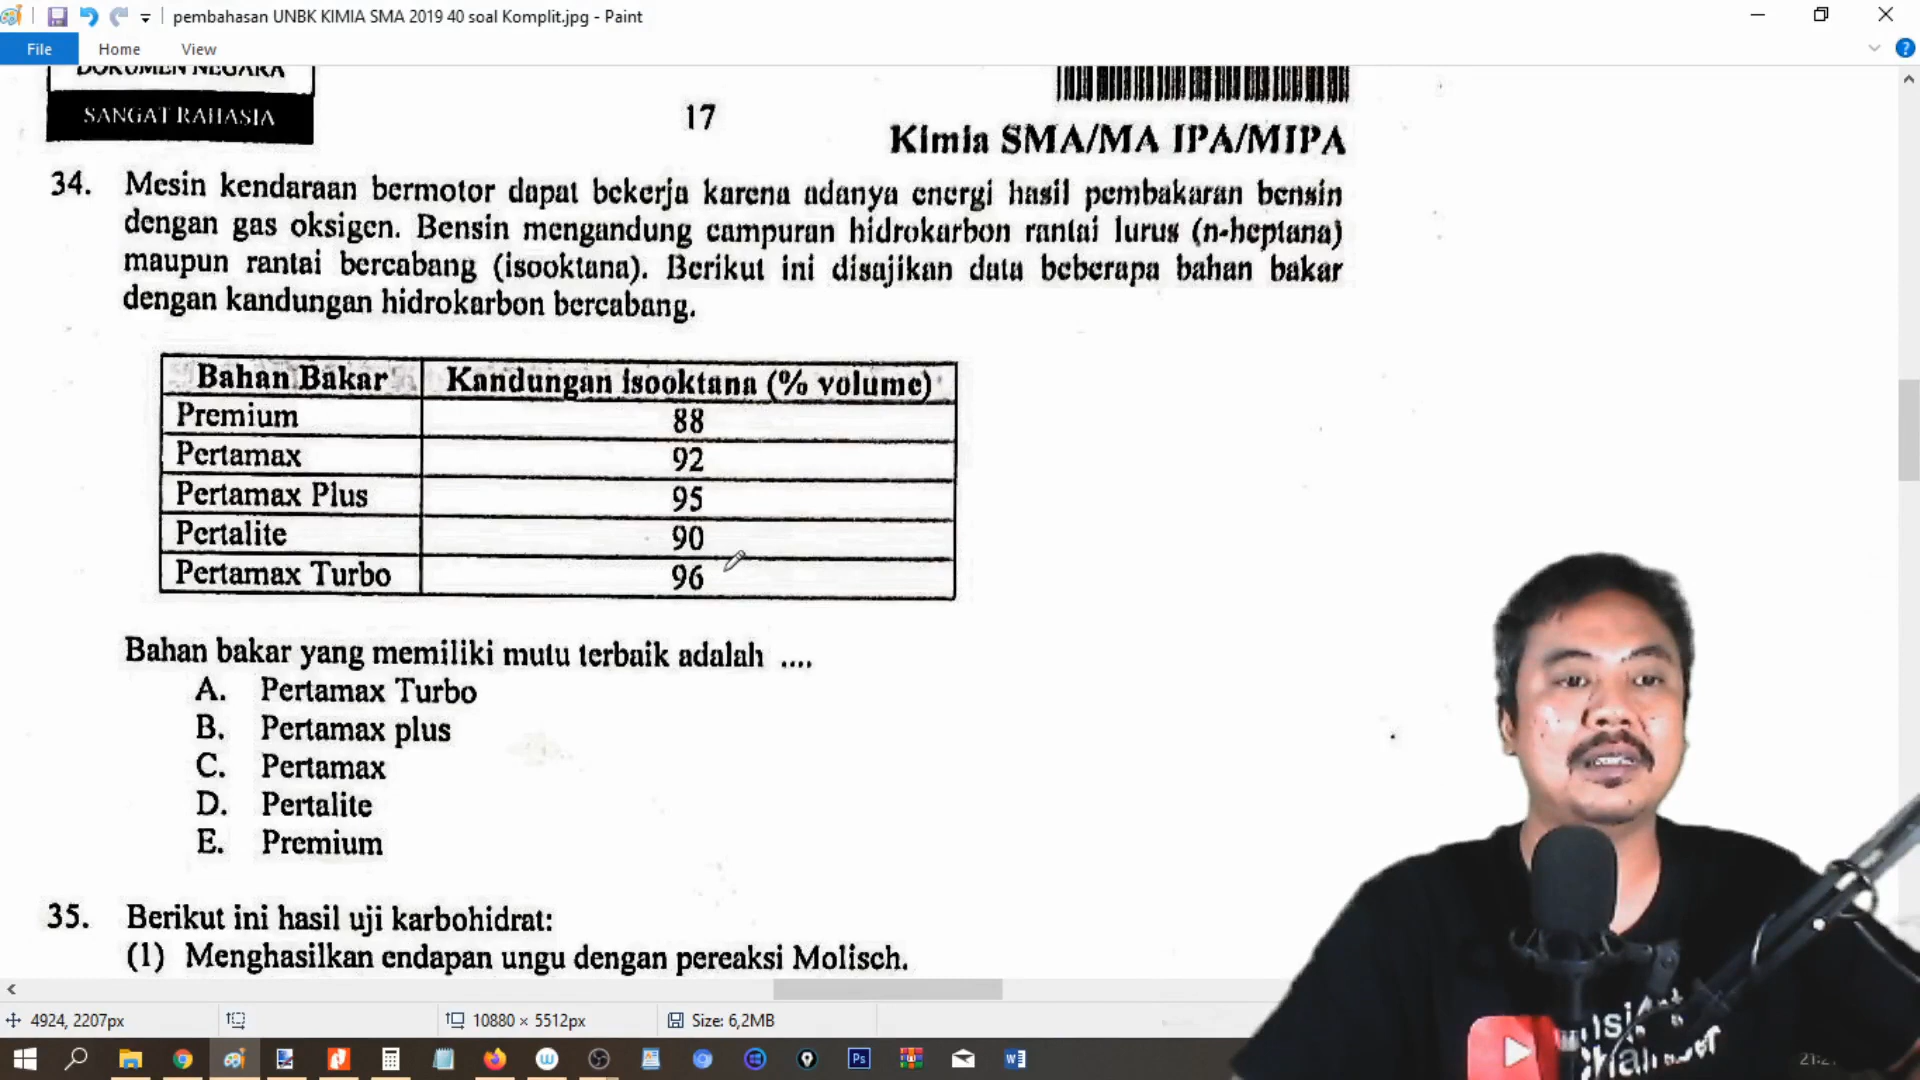 pembahasan UNBK KIMIA SMA 2019 40 soal Komplit.jpg - Paint
File Home View
DOKUMEN NEGARA
SANGAT RAHASIA
17
Kimia SMA/MA IPA/MIPA
34. Mesin kendaraan bermotor dapat bekerja karena adanya energi hasil pembakaran bensin
dengan gas oksigen. Bensin mengandung campuran hidrokarbon rantai lurus (n-heptana)
maupun rantai bercabang (isooktana). Berikut ini disajikan data beberapa bahan bakar
dengan kandungan hidrokarbon bercabang.
Bahan Bakar Kandungan isooktana (% volume)
Premium 88
Pertamax 92
Pertamax Plus 95
Pertalite 90
Pertamax Turbo 96
Bahan bakar yang memiliki mutu terbaik adalah ....
A. Pertamax Turbo
B. Pertamax plus
C. Pertamax
D. Pertalite
E. Premium
35. Berikut ini hasil uji karbohidrat:
(1) Menghasilkan endapan ungu dengan pereaksi Molisch.
4924, 2207px
10880 × 5512px
Size: 6,2MB
Ps